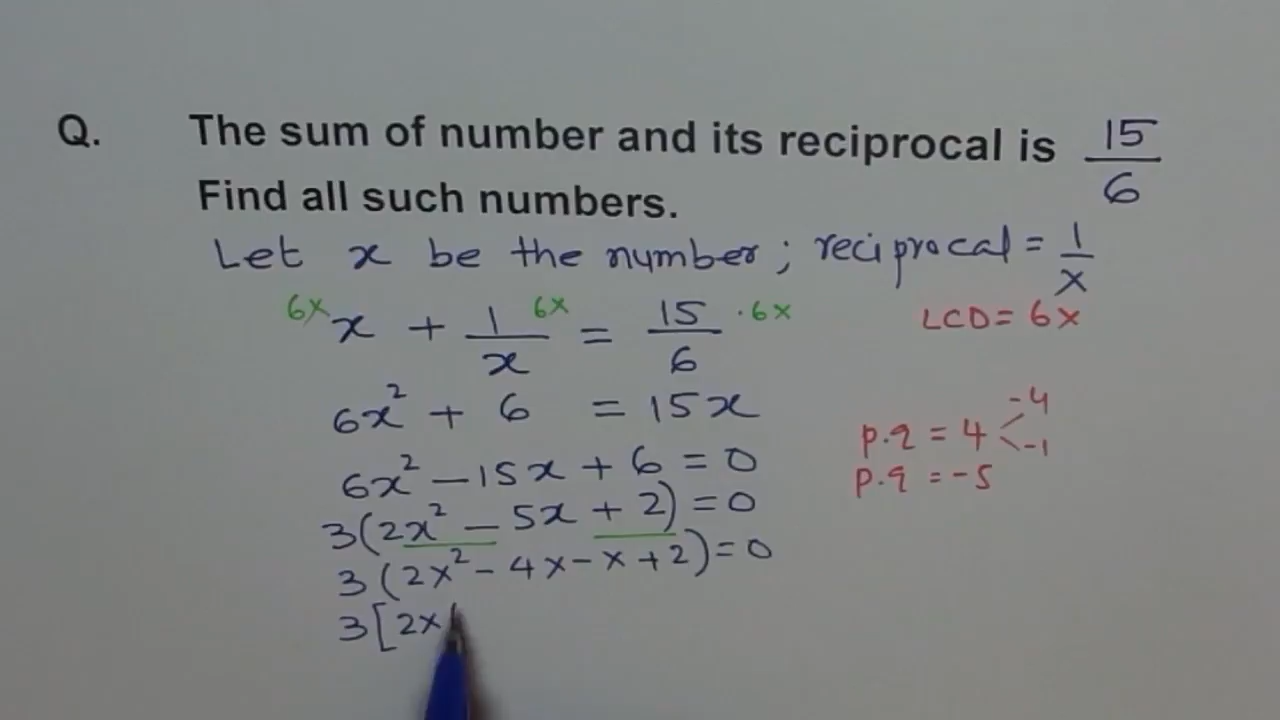 Q. The sum of number and its reciprocal is 15/6
Find all such numbers.
Let x be the number; reciprocal = 1/x
6x x + 1/x 6x = 15/6 · 6x
LCD = 6x
6x² + 6 = 15x
p.q = 4 < -4 -1
6x² - 15x + 6 = 0
p.q = -5
3(2x² - 5x + 2) = 0
3(2x² - 4x - x + 2) = 0
3[2x(